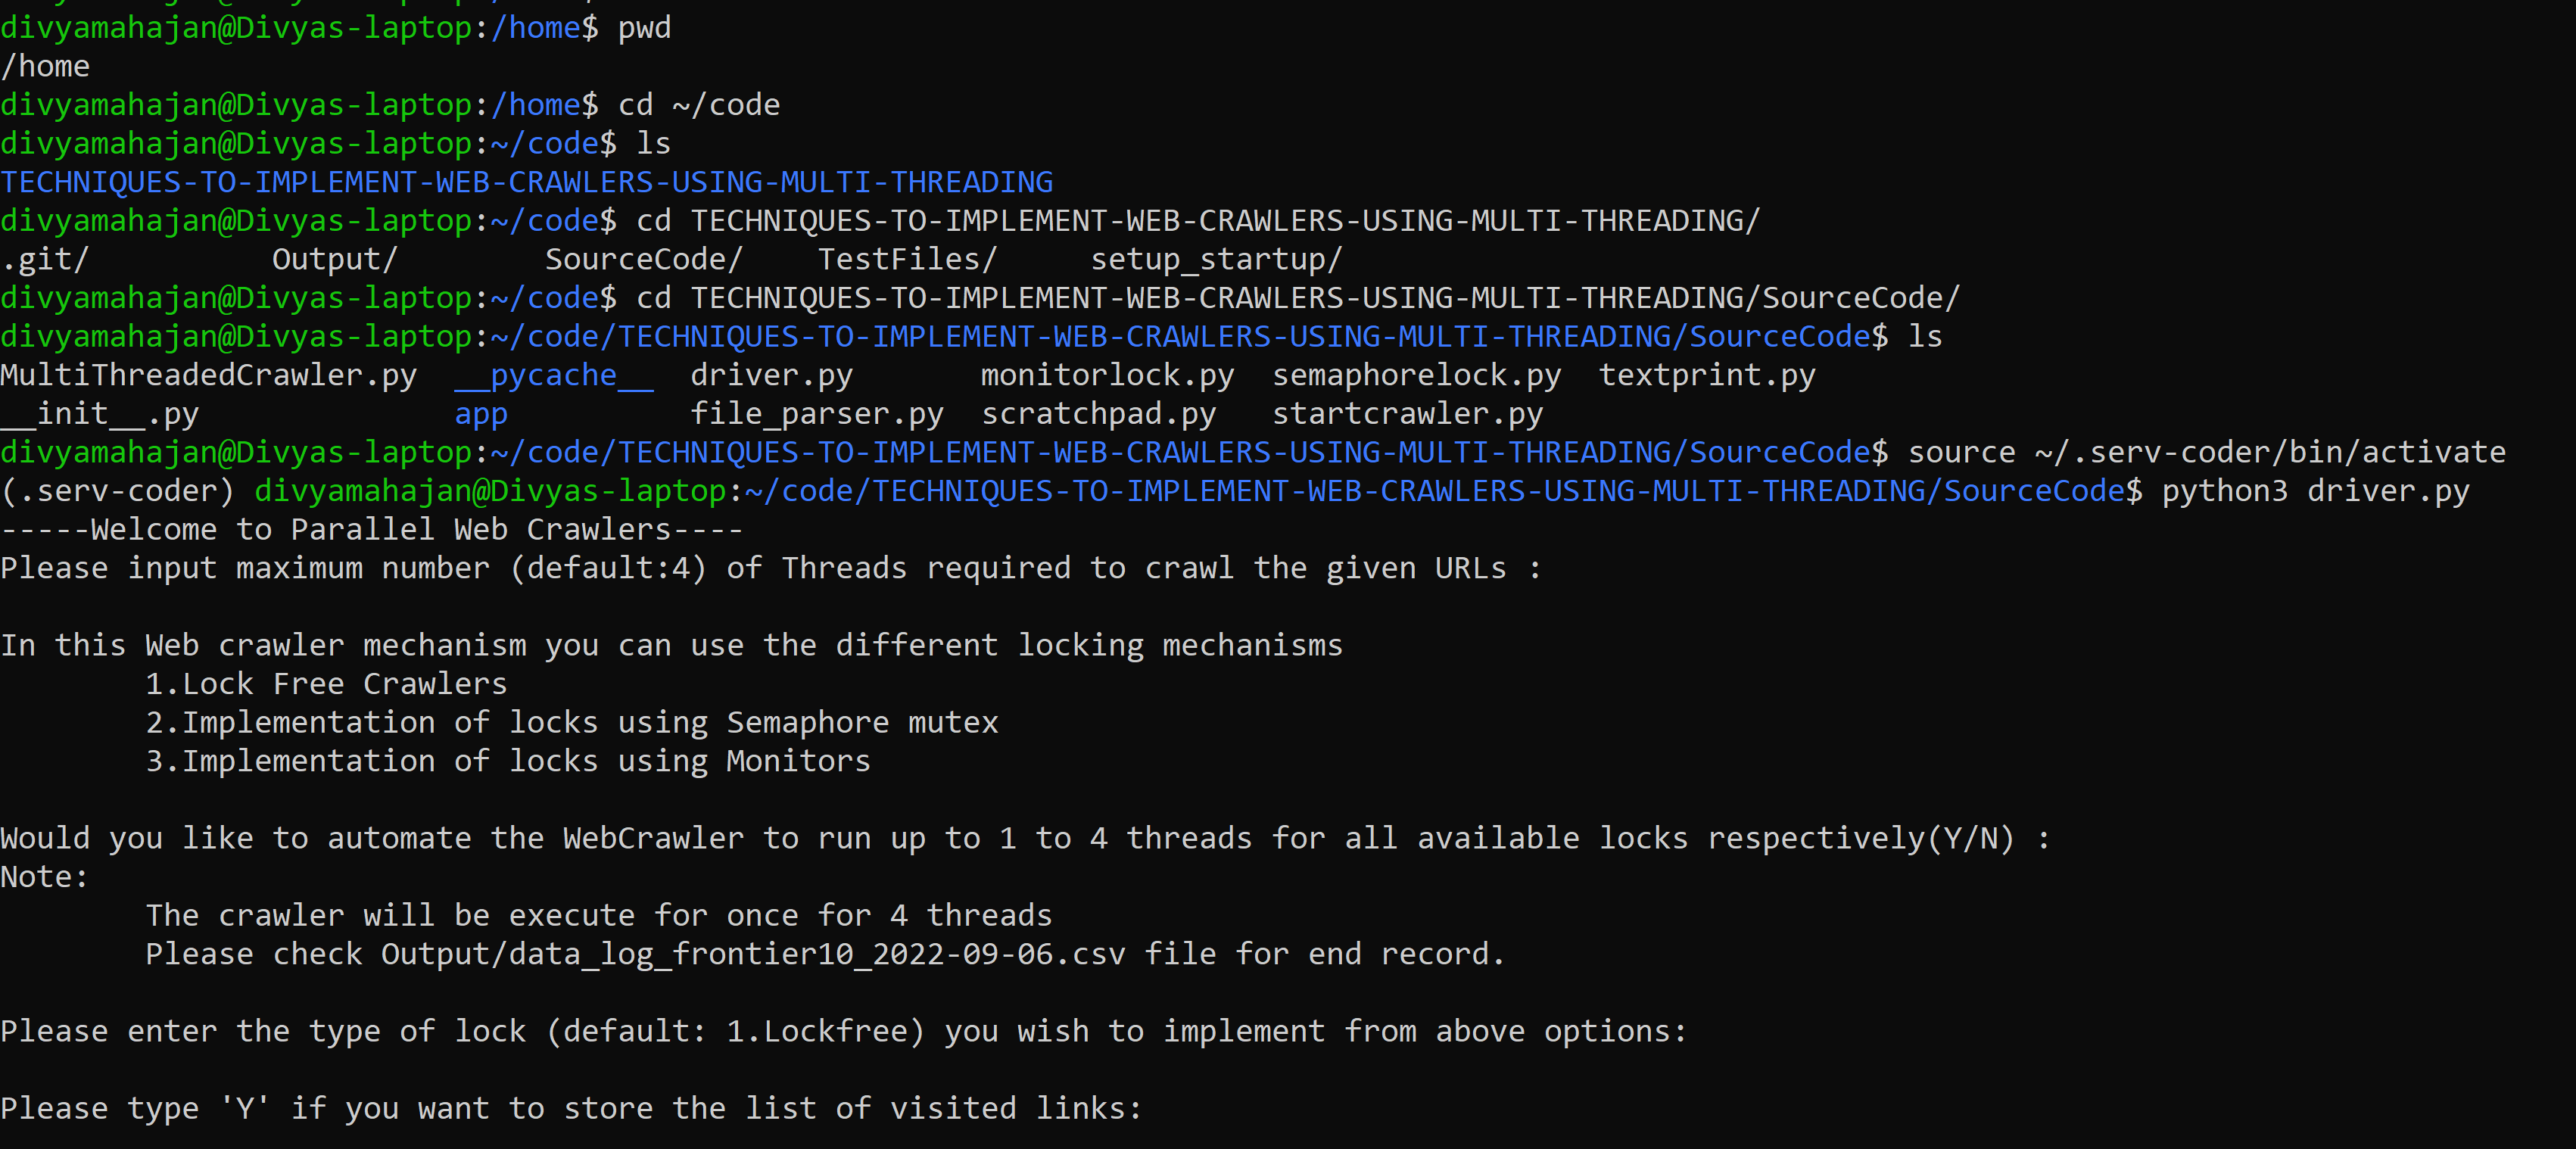 divyamahajan@Divyas-laptop:/home$ pwd
/home
divyamahajan@Divyas-laptop:/home$ cd ~/code
divyamahajan@Divyas-laptop:~/code$ ls
TECHNIQUES-TO-IMPLEMENT-WEB-CRAWLERS-USING-MULTI-THREADING
divyamahajan@Divyas-laptop:~/code$ cd TECHNIQUES-TO-IMPLEMENT-WEB-CRAWLERS-USING-MULTI-THREADING/
.git/          Output/        SourceCode/    TestFiles/     setup_startup/
divyamahajan@Divyas-laptop:~/code$ cd TECHNIQUES-TO-IMPLEMENT-WEB-CRAWLERS-USING-MULTI-THREADING/SourceCode/
divyamahajan@Divyas-laptop:~/code/TECHNIQUES-TO-IMPLEMENT-WEB-CRAWLERS-USING-MULTI-THREADING/SourceCode$ ls
MultiThreadedCrawler.py  __pycache__  driver.py       monitorlock.py  semaphorelock.py  textprint.py
__init__.py              app          file_parser.py  scratchpad.py   startcrawler.py
divyamahajan@Divyas-laptop:~/code/TECHNIQUES-TO-IMPLEMENT-WEB-CRAWLERS-USING-MULTI-THREADING/SourceCode$ source ~/.serv-coder/bin/activate
(.serv-coder) divyamahajan@Divyas-laptop:~/code/TECHNIQUES-TO-IMPLEMENT-WEB-CRAWLERS-USING-MULTI-THREADING/SourceCode$ python3 driver.py
-----Welcome to Parallel Web Crawlers----
Please input maximum number (default:4) of Threads required to crawl the given URLs :
In this Web crawler mechanism you can use the different locking mechanisms
        1.Lock Free Crawlers
        2.Implementation of locks using Semaphore mutex
        3.Implementation of locks using Monitors
Would you like to automate the WebCrawler to run up to 1 to 4 threads for all available locks respectively(Y/N) :
Note:
        The crawler will be execute for once for 4 threads
        Please check Output/data_log_frontier10_2022-09-06.csv file for end record.
Please enter the type of lock (default: 1.Lockfree) you wish to implement from above options:
Please type 'Y' if you want to store the list of visited links: